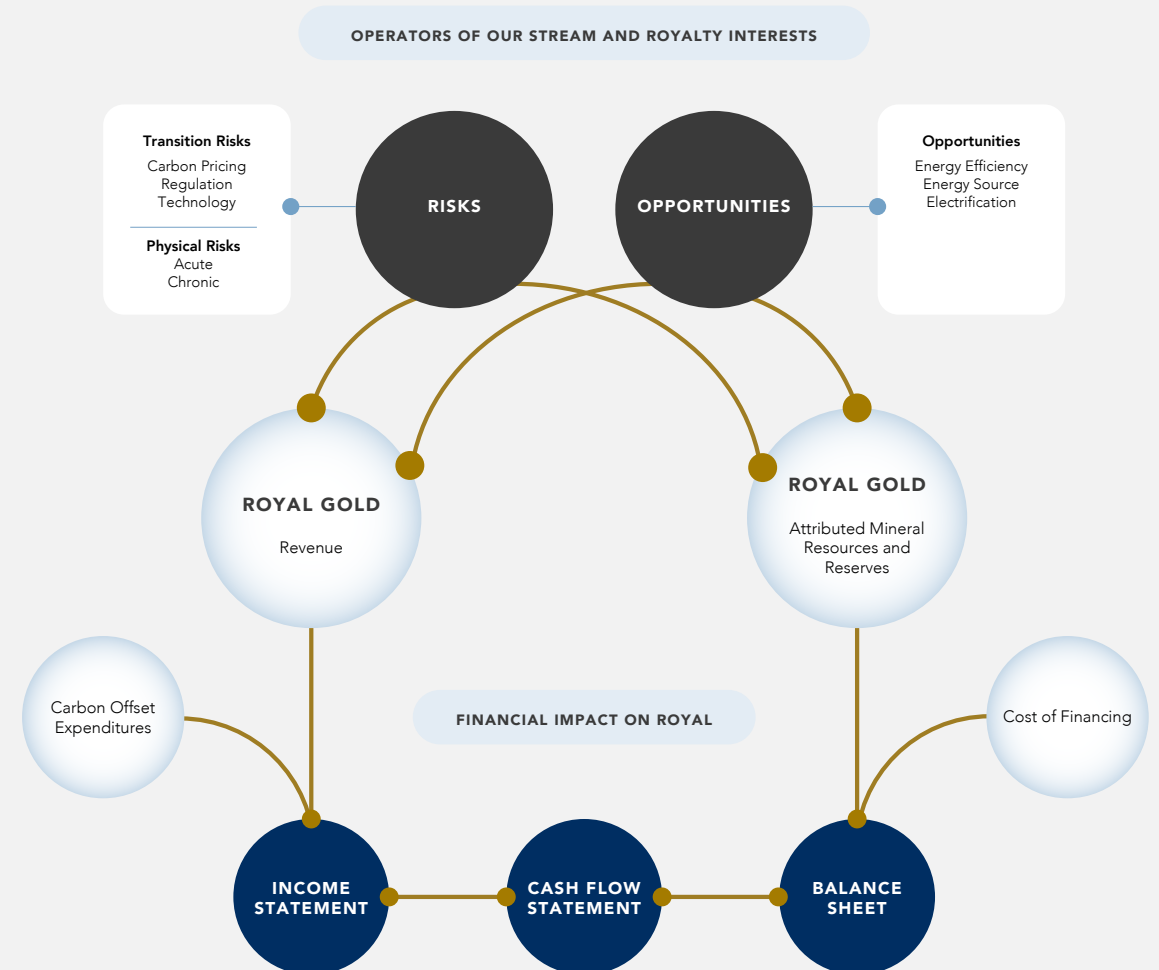 OPERATORS OF OUR STREAM AND ROYALTY INTERESTS
Transition Risks
Carbon Pricing
Regulation
Technology
Physical Risks
Acute
Chronic
RISKS
OPPORTUNITIES
Opportunities
Energy Efficiency
Energy Source
Electrification
ROYAL GOLD
Revenue
ROYAL GOLD
Attributed Mineral
Resources and
Reserves
Carbon Offset
Expenditures
FINANCIAL IMPACT ON ROYAL
Cost of Financing
INCOME
STATEMENT
CASH FLOW
STATEMENT
BALANCE
SHEET